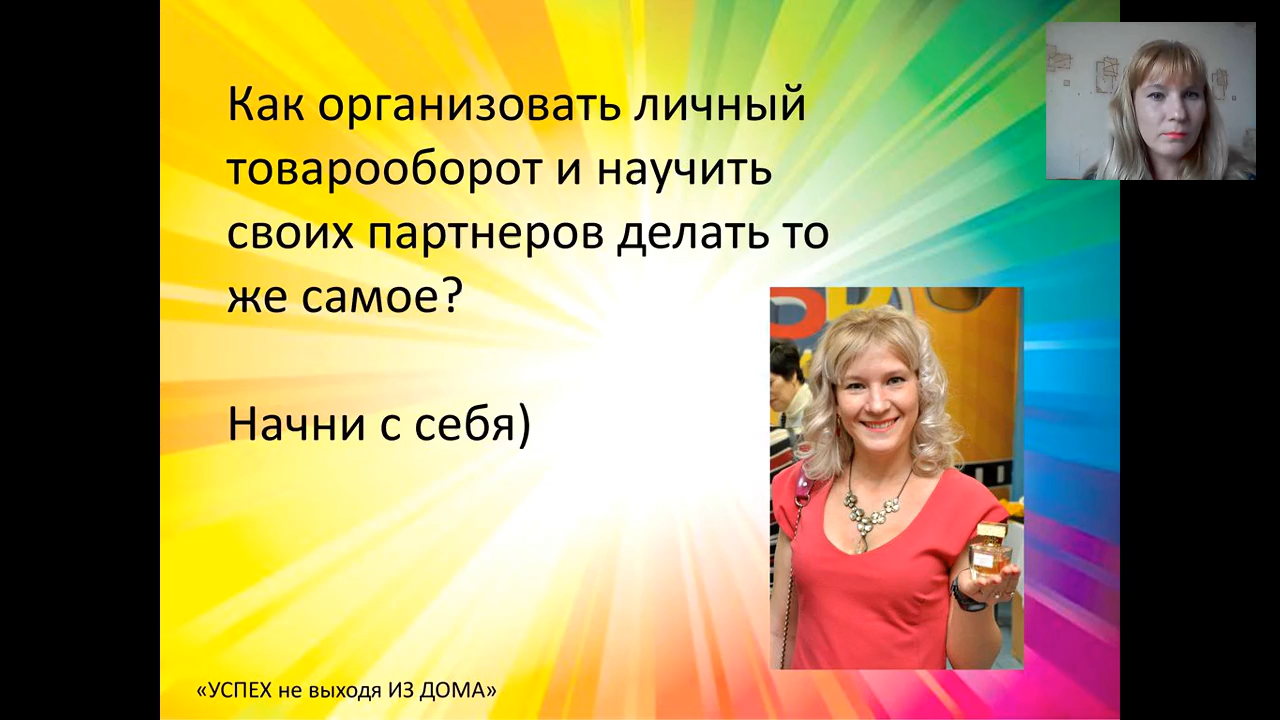 Как организовать личный
товарооборот и научить
своих партнеров делать то
же самое?
Начни с себя)
«УСПЕХ не выходя ИЗ ДОМА»